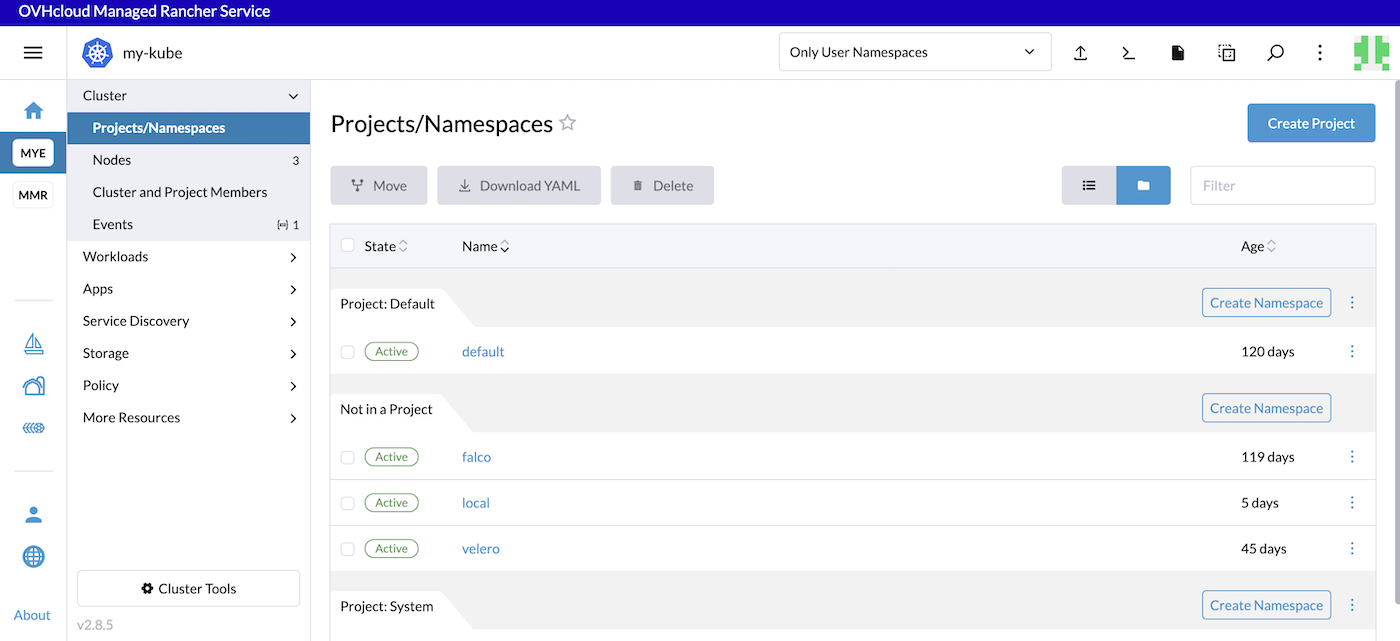 OVHcloud Managed Rancher Service
my-kube
Only User Namespaces
MYE
MMR
About
Cluster
Projects/Namespaces
Nodes 3
Cluster and Project Members
Events 1
Workloads
Apps
Service Discovery
Storage
Policy
More Resources
Cluster Tools
v2.8.5
Projects/Namespaces
Create Project
Move Download YAML Delete
Filter
State Name Age
Project: Default Create Namespace
Active default 120 days
Not in a Project Create Namespace
Active falco 119 days
Active local 5 days
Active velero 45 days
Project: System Create Namespace